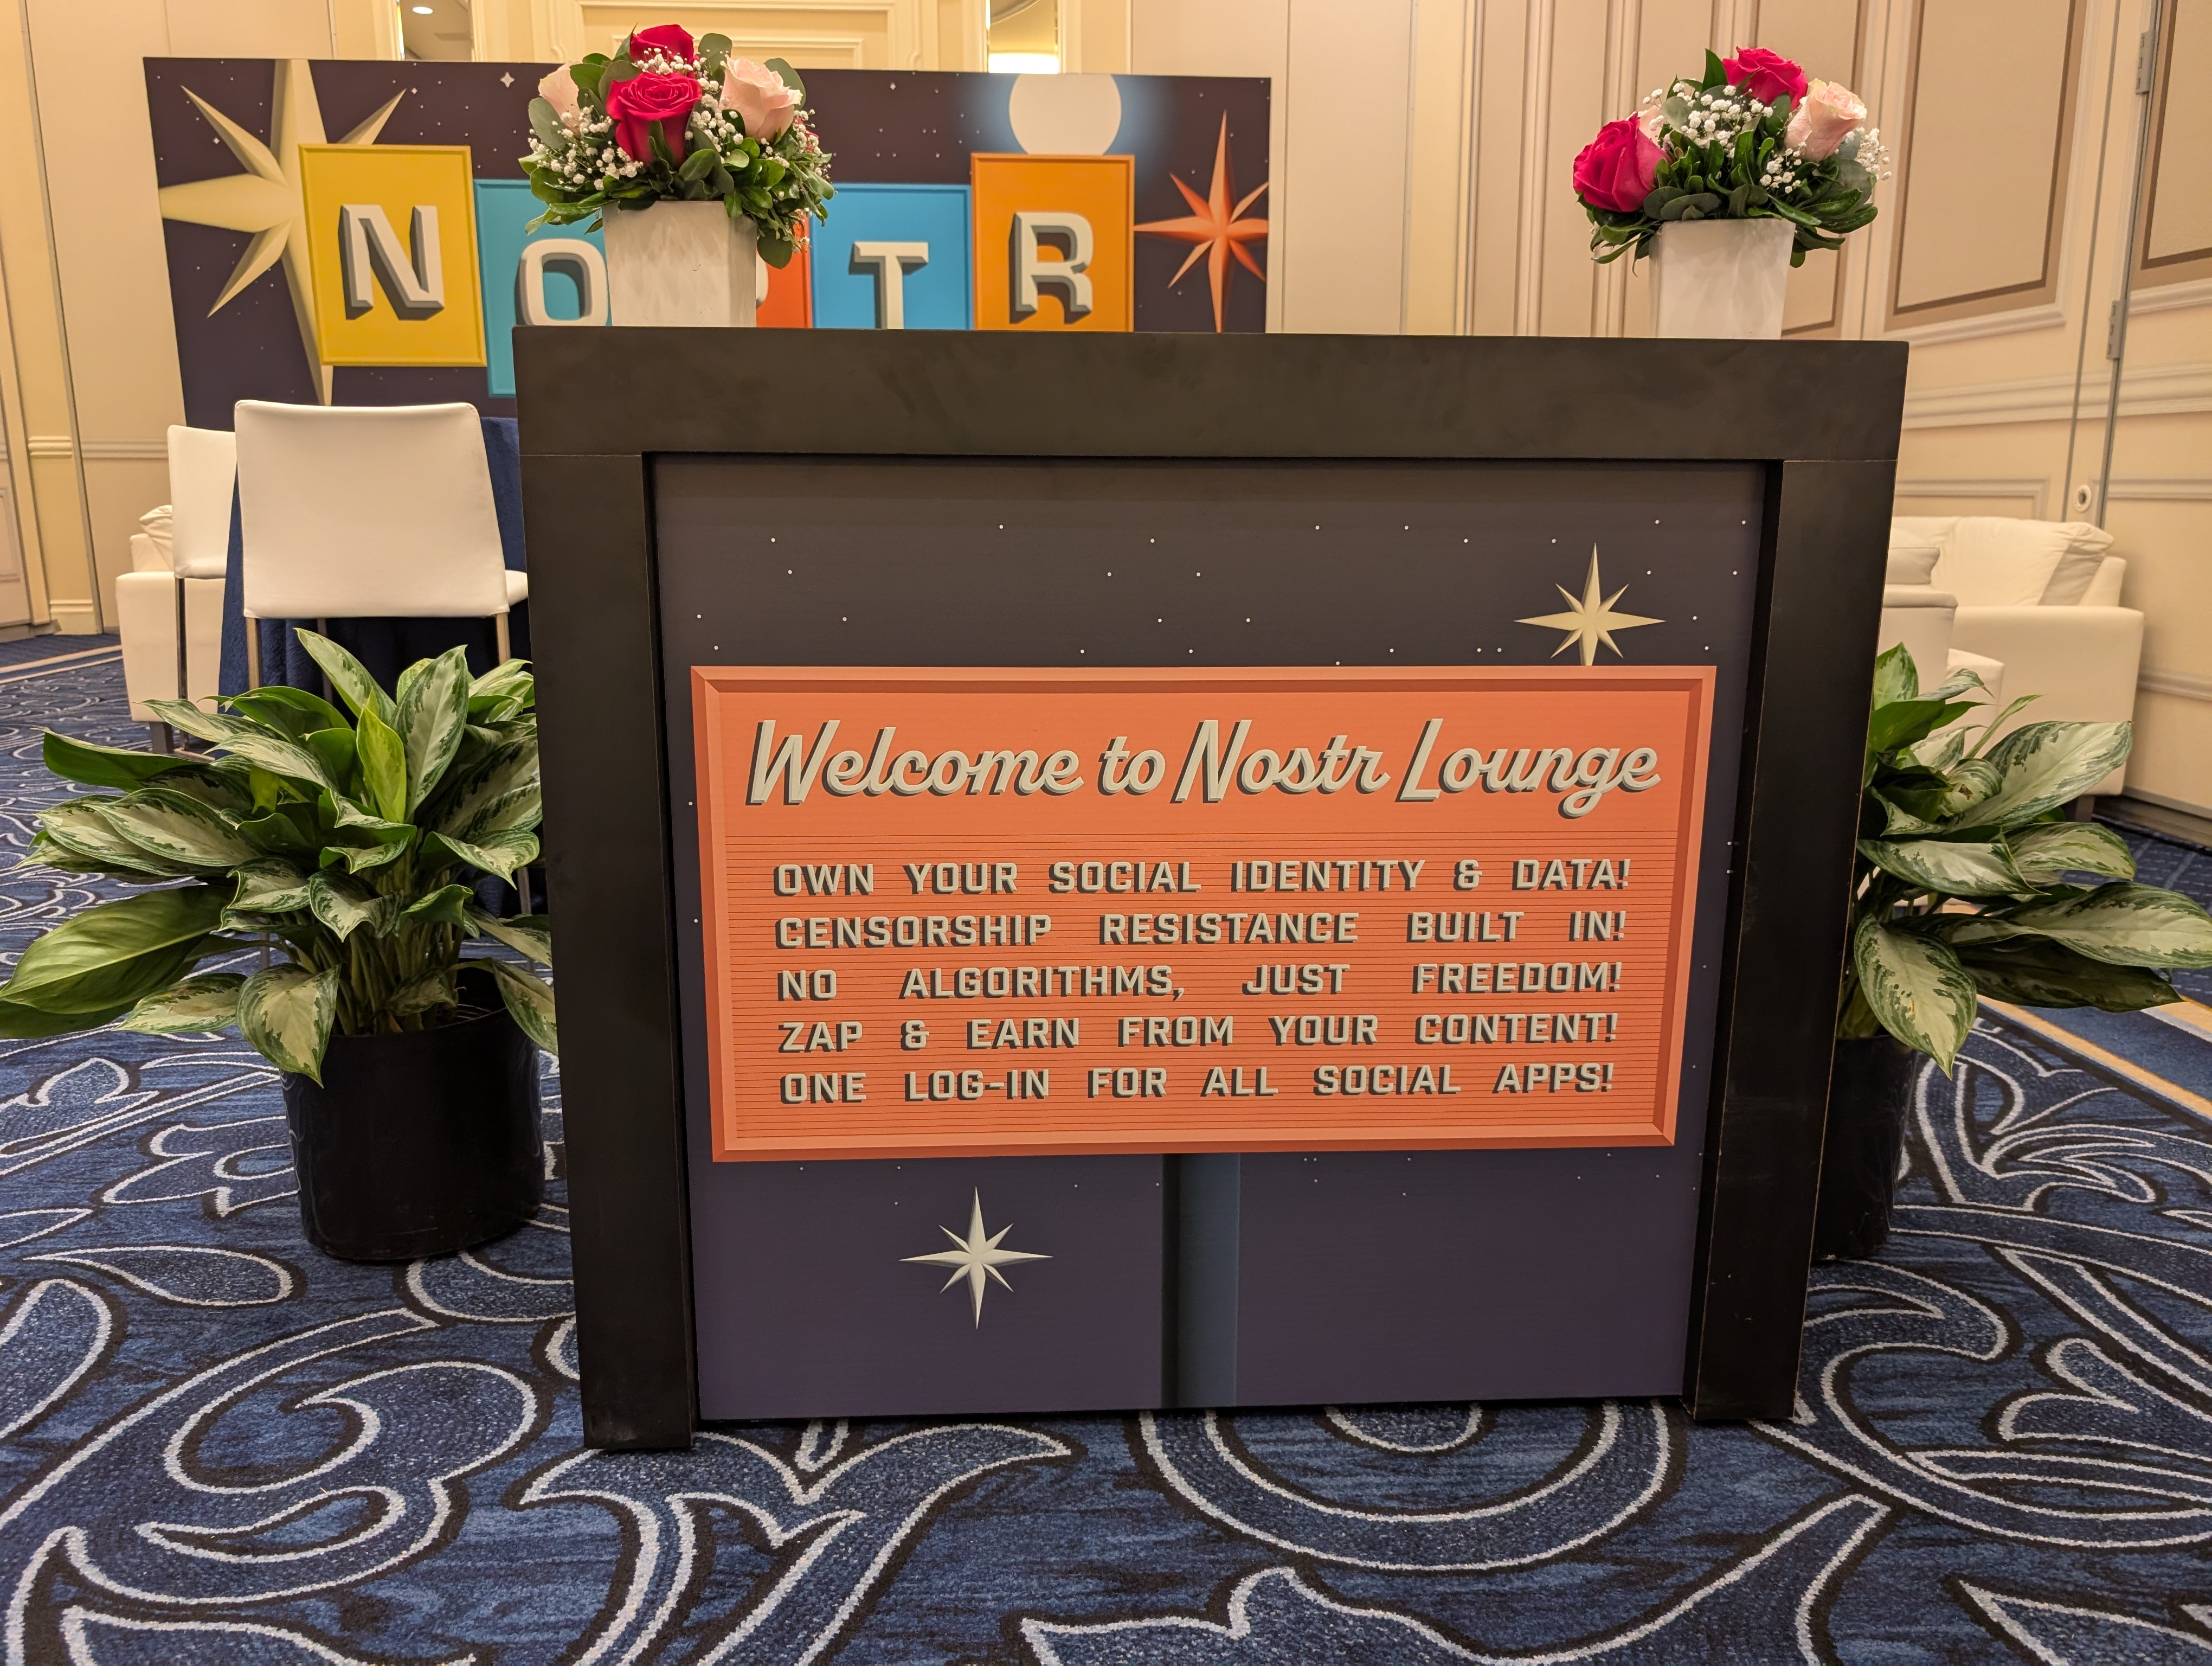 NOSTR
Welcome to Nostr Lounge
OWN YOUR SOCIAL IDENTITY & DATA!
CENSORSHIP RESISTANCE BUILT IN!
NO ALGORITHMS, JUST FREEDOM!
ZAP & EARN FROM YOUR CONTENT!
ONE LOG-IN FOR ALL SOCIAL APPS!